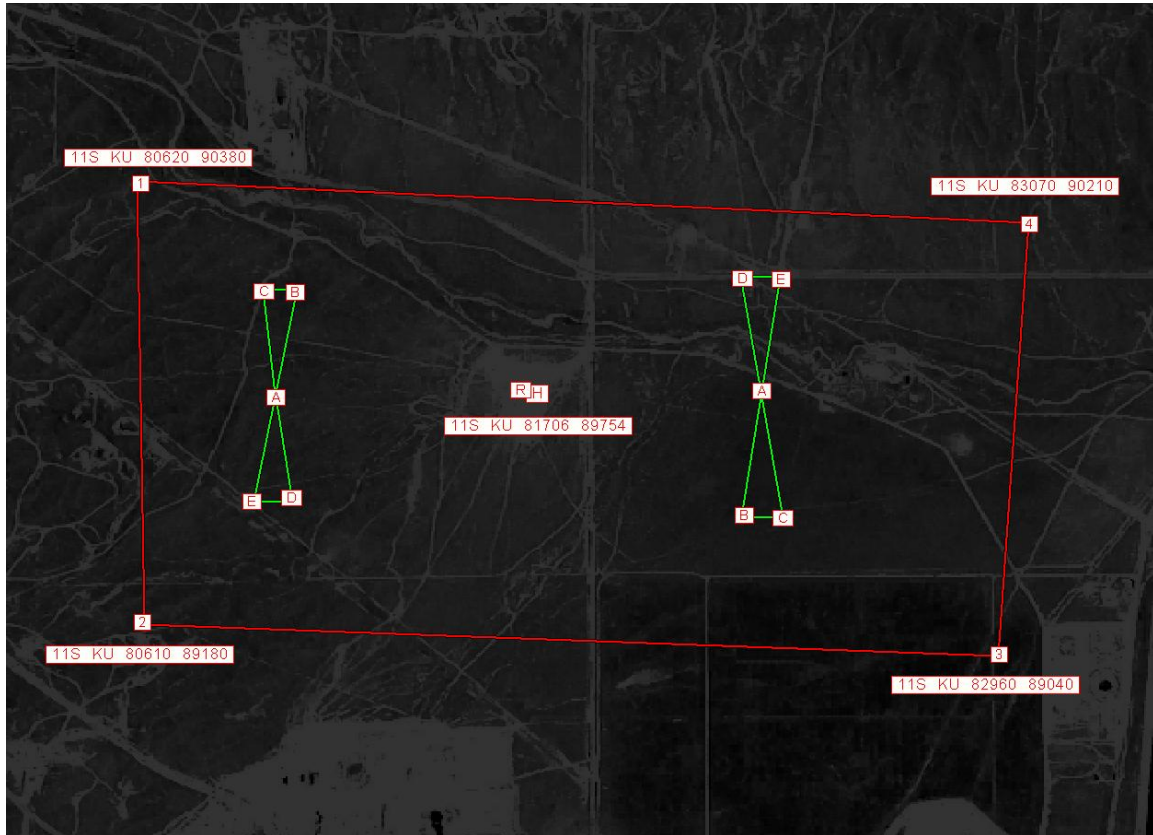 11S KU 80620 90380
1
11S KU 83070 90210
4
D E
C B
A
A
R H
11S KU 81706 89754
E D
B C
2
11S KU 80610 89180
3
11S KU 82960 89040